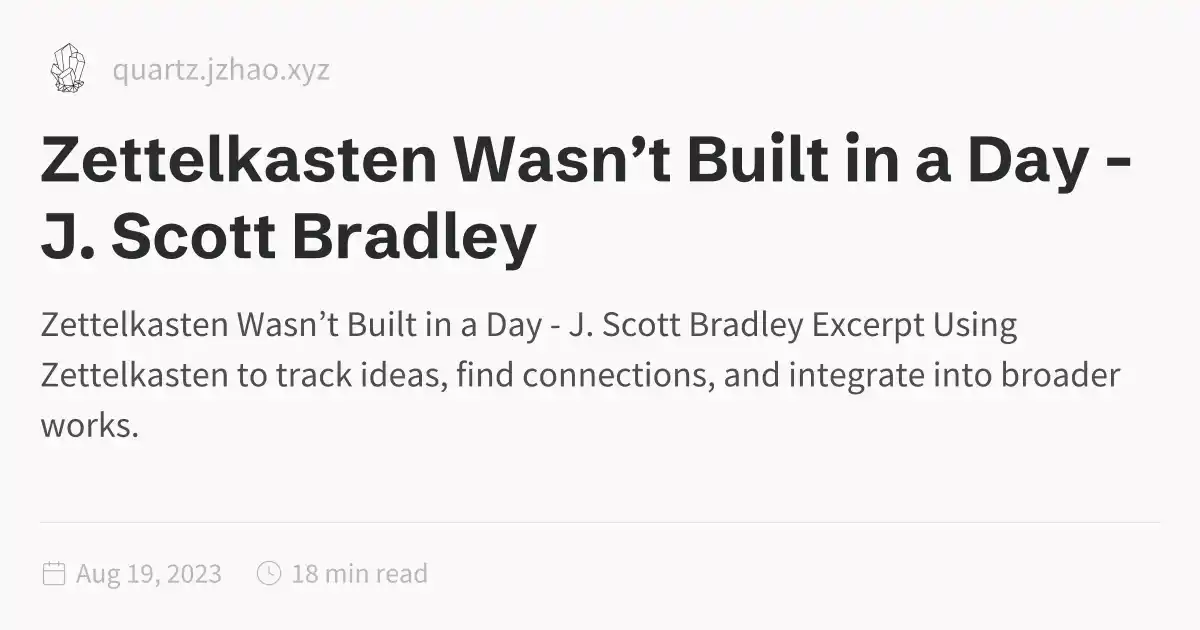 quartz.jzhao.xyz
Zettelkasten Wasn’t Built in a Day -
J. Scott Bradley
Zettelkasten Wasn’t Built in a Day - J. Scott Bradley Excerpt Using
Zettelkasten to track ideas, find connections, and integrate into broader
works.
Aug 19, 2023 18 min read